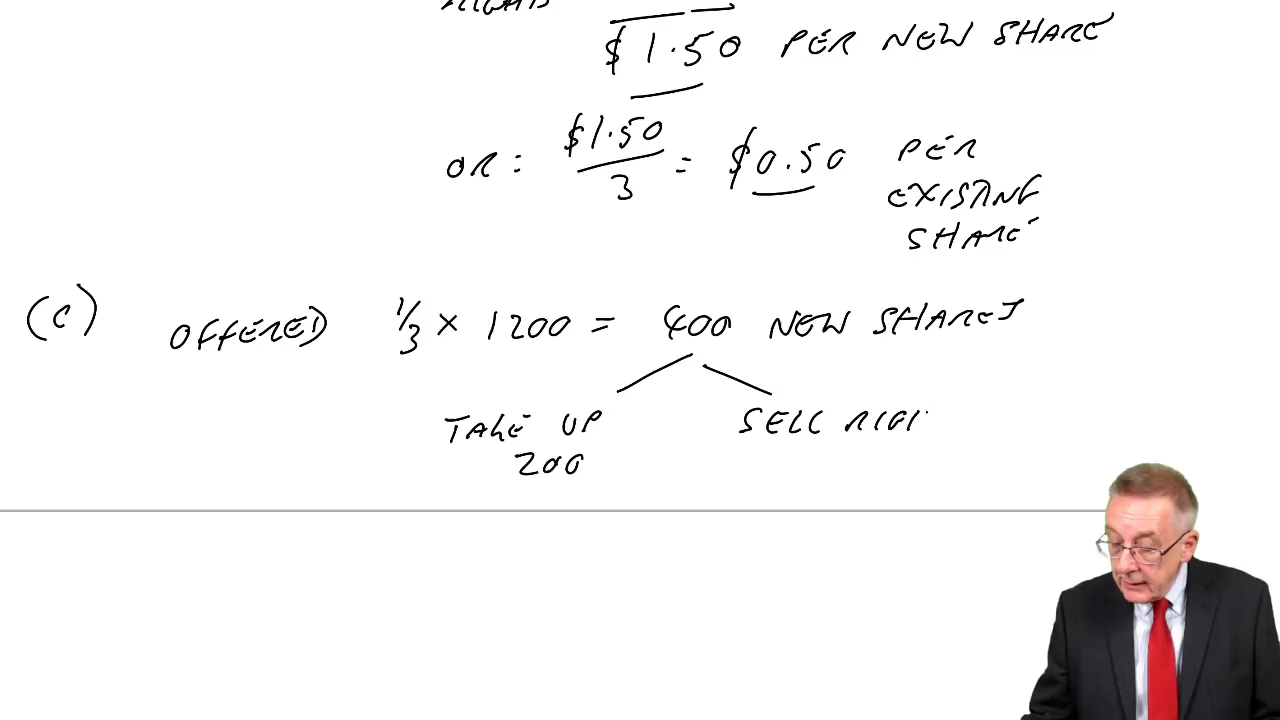 $1.50 PER NEW SHARE
OR : $1.50 / 3 = $0.50 PER
EXISTING
SHARE
(C) OFFERED 1/3 × 1200 = 400 NEW SHARES
TAKE UP SELL
200